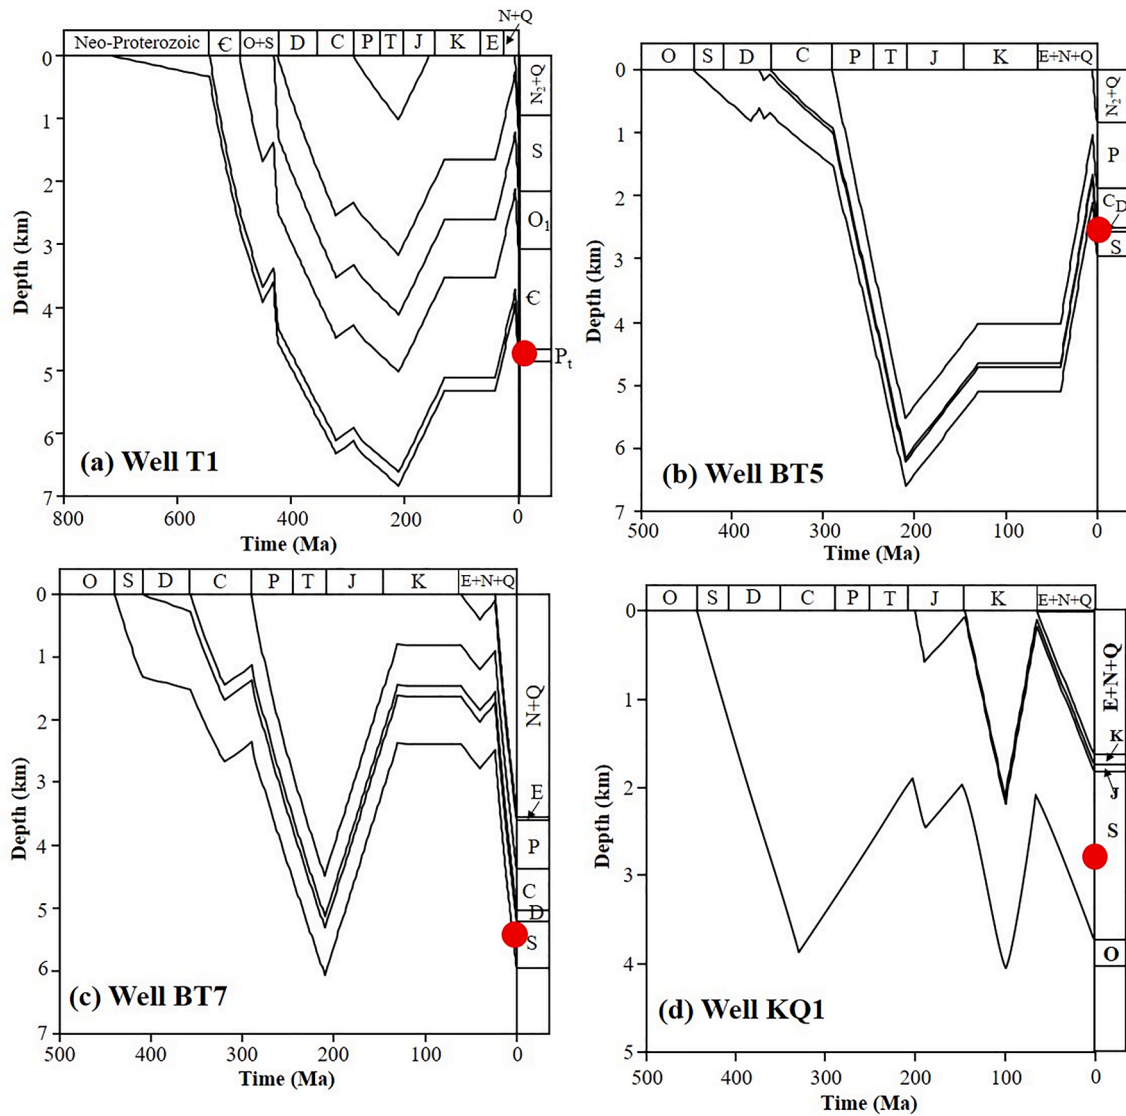 N+Q
Neo-Proterozoic Є O+S D C P T J K E
0
1
2
3
4
5
6
7
Depth (km)
N₂+Q
S
O₁
Є
Pₜ
(a) Well T1
800 600 400 200 0
Time (Ma)
O S D C P T J K E+N+Q
0
1
2
3
4
5
6
7
Depth (km)
N₂+Q
P
C
D
S
(b) Well BT5
500 400 300 200 100 0
Time (Ma)
O S D C P T J K E+N+Q
0
1
2
3
4
5
6
7
Depth (km)
N+Q
E
P
C
D
S
(c) Well BT7
500 400 300 200 100 0
Time (Ma)
O S D C P T J K E+N+Q
0
1
2
3
4
5
Depth (km)
E+N+Q
K
J
S
O
(d) Well KQ1
500 400 300 200 100 0
Time (Ma)